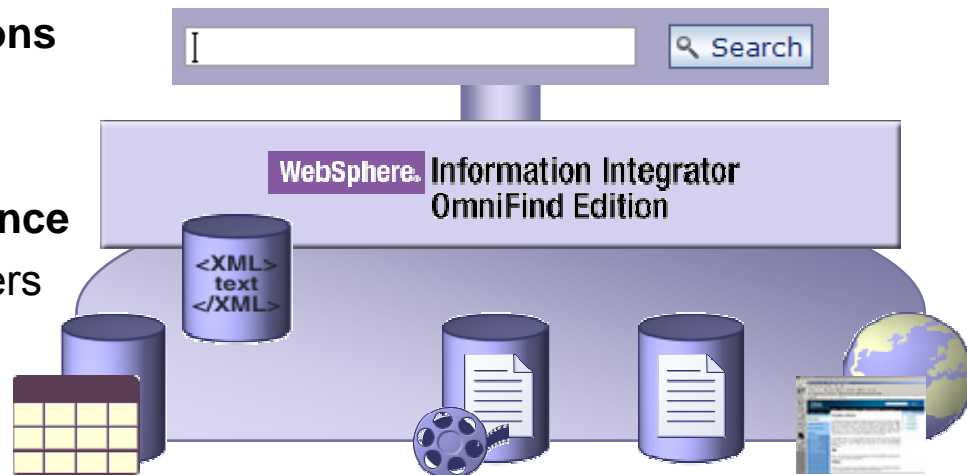 ons
Search
WebSphere. Information Integrator
OmniFind Edition
nce
ers
<XML>
text
</XML>